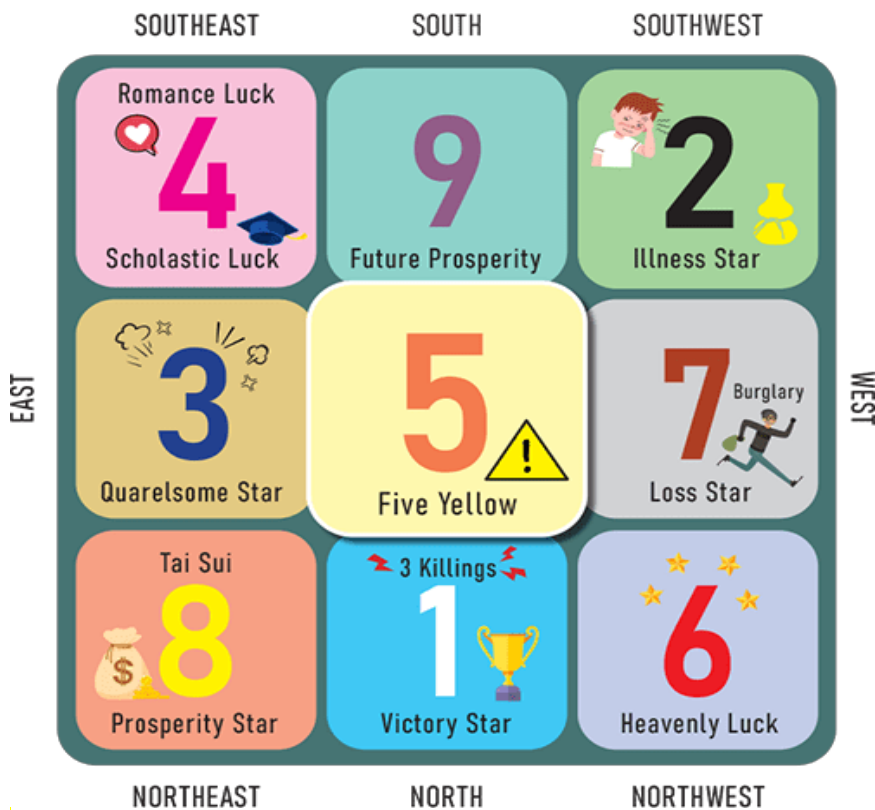 SOUTHEAST SOUTH SOUTHWEST
Romance Luck
4 9 2
Scholastic Luck Future Prosperity Illness Star
EAST
3 5 7
Burglary
WEST
!
Quarelsome Star Five Yellow Loss Star
Tai Sui 3 Killings
8 1 6
$
Prosperity Star Victory Star Heavenly Luck
NORTHEAST NORTH NORTHWEST